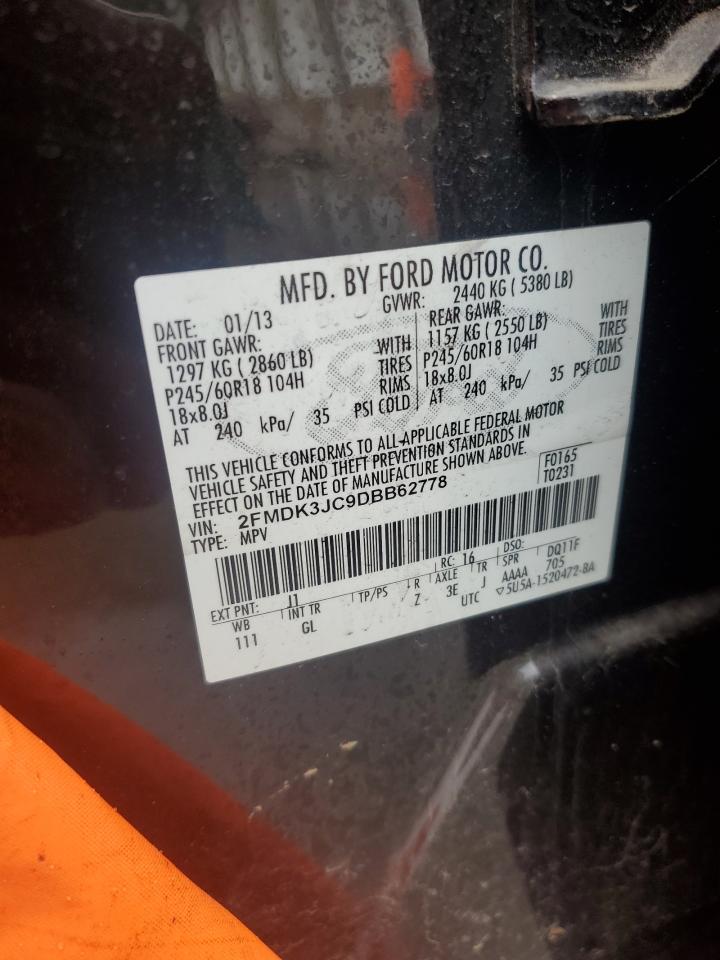 MFD. BY FORD MOTOR CO.
DATE: 01/13 GVWR: 2440 KG ( 5380 LB)
FRONT GAWR: REAR GAWR:
1297 KG ( 2860 LB) WITH 1157 KG ( 2550 LB) WITH
P245/60R18 104H TIRES P245/60R18 104H TIRES
18x8.0J RIMS 18x8.0J RIMS
AT 240 kPa/ 35 PSI COLD AT 240 kPa/ 35 PSI COLD
THIS VEHICLE CONFORMS TO ALL APPLICABLE FEDERAL MOTOR
VEHICLE SAFETY AND THEFT PREVENTION STANDARDS IN
EFFECT ON THE DATE OF MANUFACTURE SHOWN ABOVE.
VIN: 2FMDK3JC9DBB62778 F0165
TYPE: MPV T0231
EXT PNT: J1 RC: 16 DSO:
WB INT TR TP/PS R AXLE TR SPR DQ11F
111 GL Z 3E J AAAA 705
UTC ▽5U5A-1520472-BA